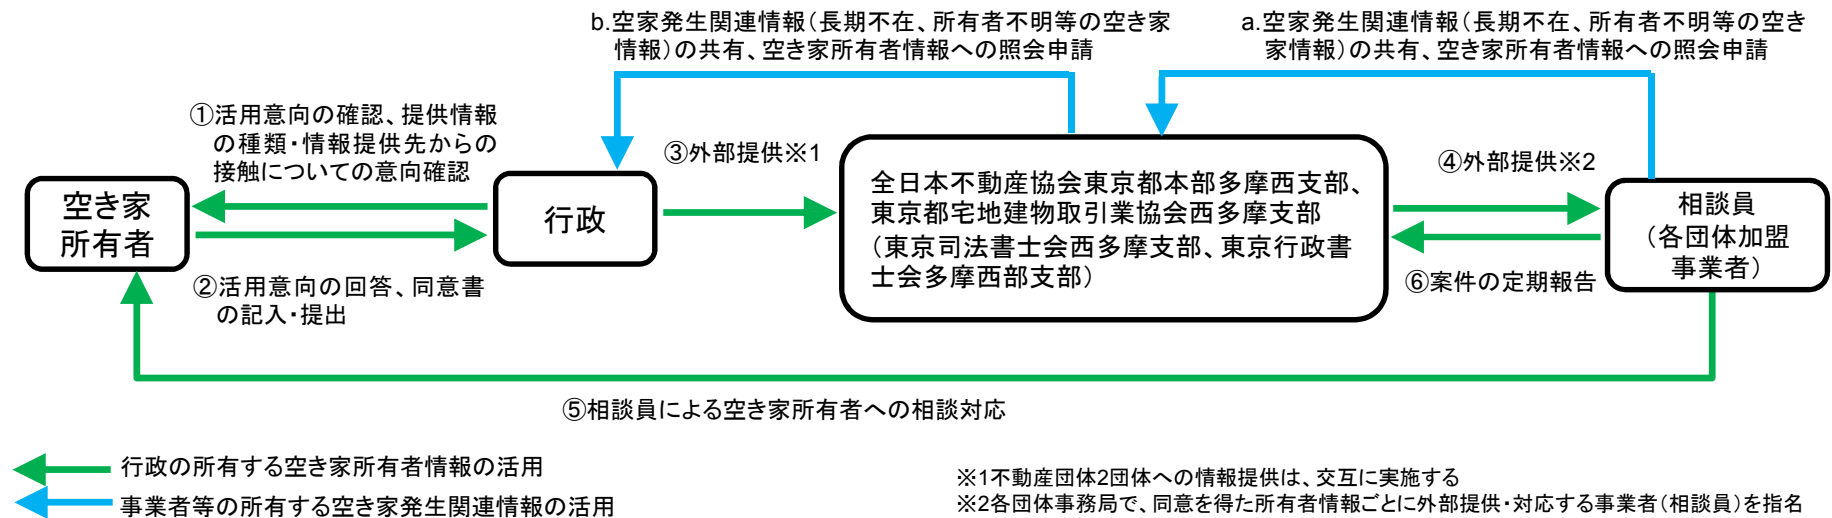 b.空家発生関連情報（長期不在、所有者不明等の空き家
情報）の共有、空き家所有者情報への照会申請
a.空家発生関連情報（長期不在、所有者不明等の空き
家情報）の共有、空き家所有者情報への照会申請
①活用意向の確認、提供情報
の種類・情報提供先からの
接触についての意向確認
③外部提供※1
④外部提供※2
空き家
所有者
行政
全日本不動産協会東京都本部多摩西支部、
東京都宅地建物取引業協会西多摩支部
（東京司法書士会西多摩支部、東京行政書
士会多摩西部支部）
相談員
（各団体加盟
事業者）
②活用意向の回答、同意書
の記入・提出
⑥案件の定期報告
⑤相談員による空き家所有者への相談対応
行政の所有する空き家所有者情報の活用
事業者等の所有する空き家発生関連情報の活用
※1不動産団体2団体への情報提供は、交互に実施する
※2各団体事務局で、同意を得た所有者情報ごとに外部提供・対応する事業者（相談員）を指名